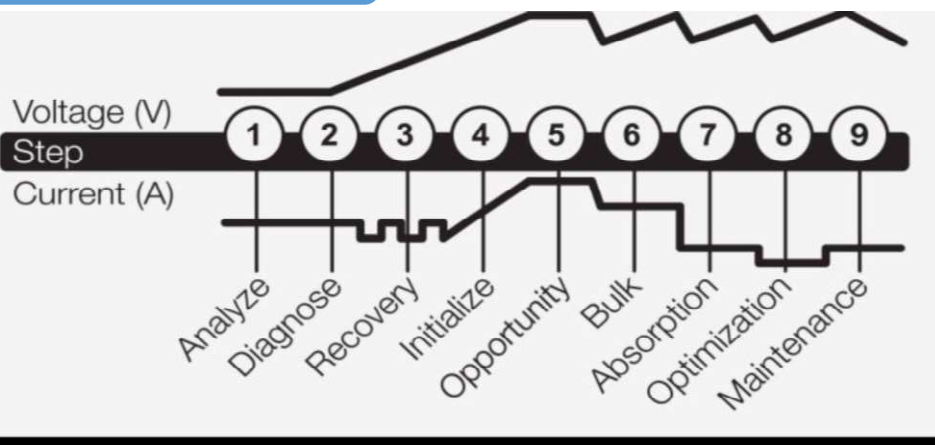 Voltage (V)
1 2 3 4 5 6 7 8 9
Step
Current (A)
Analyze
Diagnose
Recovery
Initialize
Opportunity
Bulk
Absorption
Optimization
Maintenance